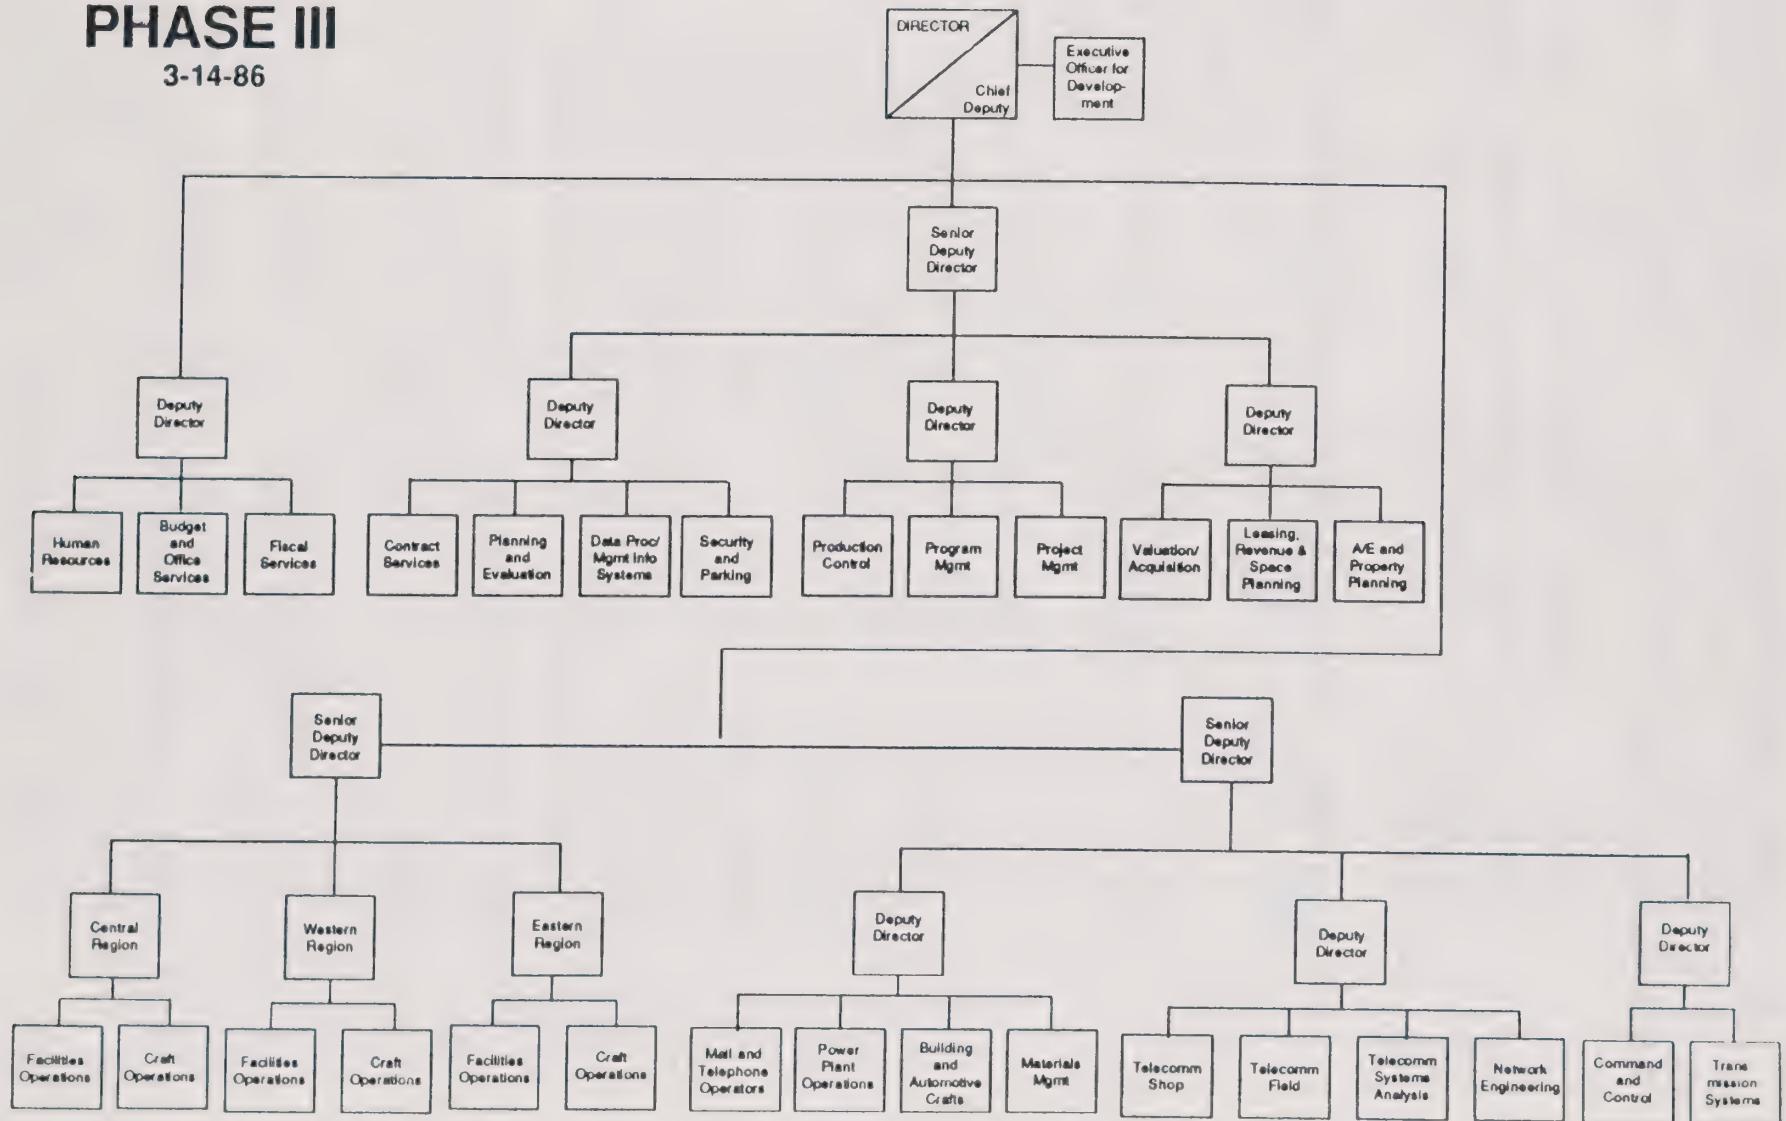 PHASE III
3-14-86
DIRECTOR
Chief
Deputy
Executive
Officer for
Develop-
ment
Senior
Deputy
Director
Deputy
Director
Deputy
Director
Deputy
Director
Deputy
Director
Human
Resources
Budget
and
Office
Services
Fiscal
Services
Contract
Services
Planning
and
Evaluation
Data Proc/
Mgmt Info
Systems
Security
and
Parking
Production
Control
Program
Mgmt
Project
Mgmt
Valuation/
Acquisition
Leasing,
Revenue &
Space
Planning
A/E and
Property
Planning
Senior
Deputy
Director
Senior
Deputy
Director
Central
Region
Western
Region
Eastern
Region
Deputy
Director
Deputy
Director
Deputy
Director
Facilities
Operations
Craft
Operations
Facilities
Operations
Craft
Operations
Facilities
Operations
Craft
Operations
Mail and
Telephone
Operators
Power
Plant
Operations
Building
and
Automotive
Crafts
Materials
Mgmt
Telecomm
Shop
Telecomm
Field
Telecomm
Systems
Analysis
Network
Engineering
Command
and
Control
Trans
mission
Systems